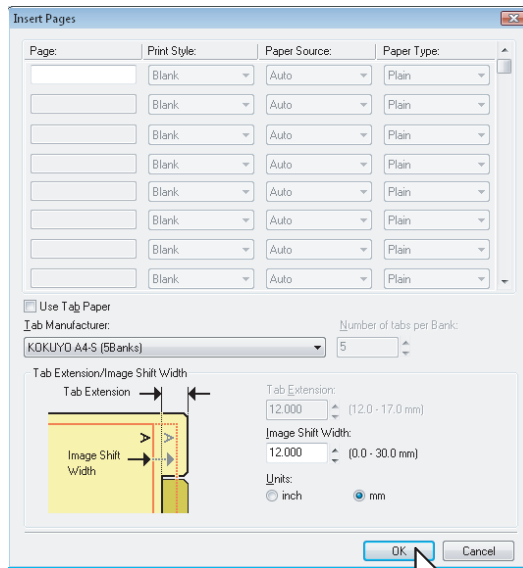 Insert Pages
Page: Print Style: Paper Source: Paper Type:
Blank Auto Plain
Blank Auto Plain
Blank Auto Plain
Blank Auto Plain
Blank Auto Plain
Blank Auto Plain
Blank Auto Plain
Blank Auto Plain
Use Tab Paper
Tab Manufacturer: Number of tabs per Bank:
KOKUYO A4-S (5Banks) 5
Tab Extension/Image Shift Width
Tab Extension Tab Extension:
12.000 (12.0 - 17.0 mm)
A A Image Shift Width:
Image Shift Width 12.000 (0.0 - 30.0 mm)
Units:
inch mm
OK Cancel